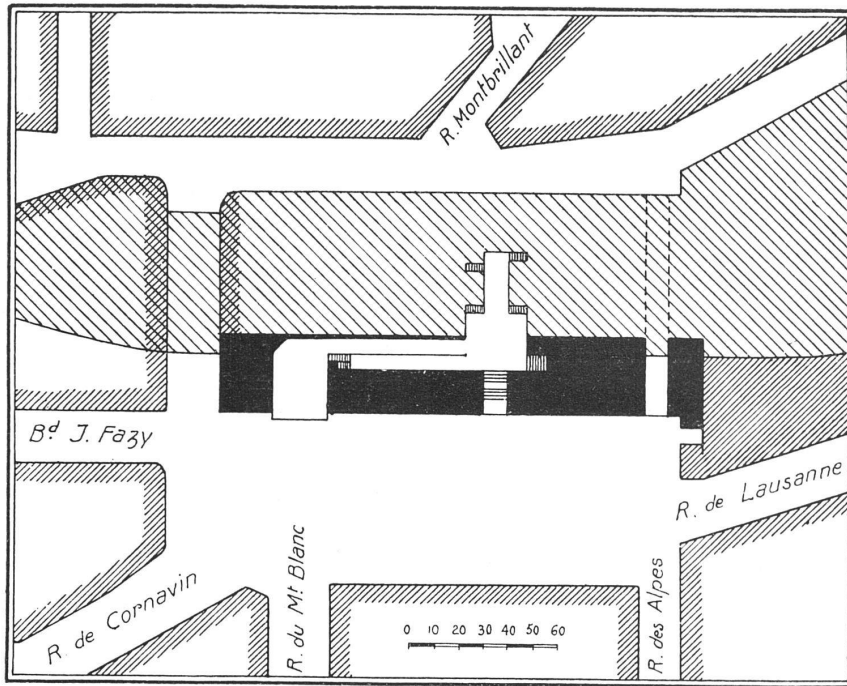 R. Montbrillant
Bd J. Fazy
R. de Lausanne
R. de Cornavin
R. du Mt Blanc
R. des Alpes
0 10 20 30 40 50 60